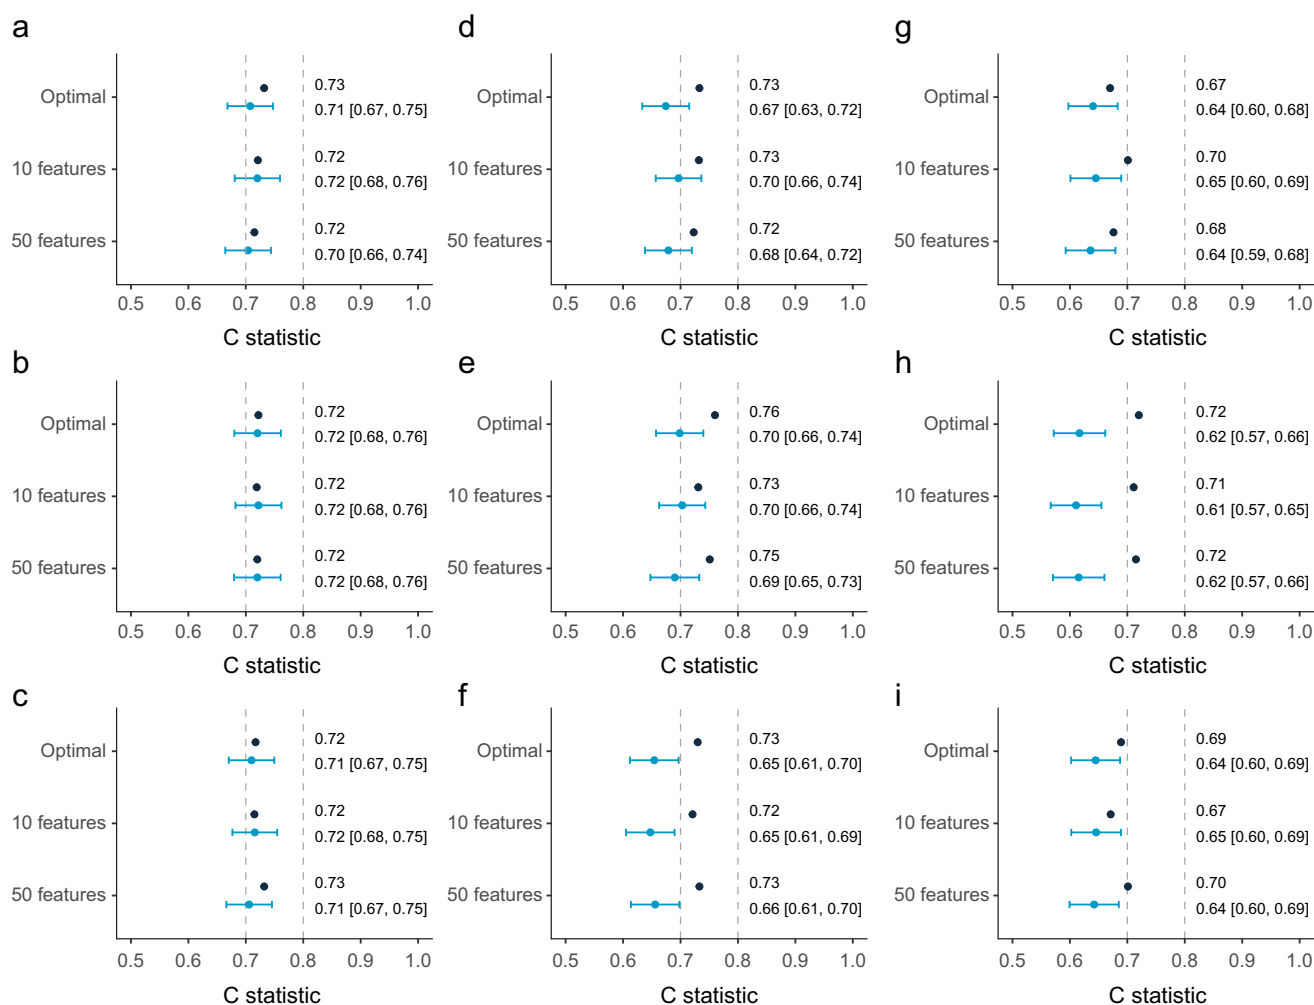 a
Optimal
0.73
0.71 [0.67, 0.75]
10 features
0.72
0.72 [0.68, 0.76]
50 features
0.72
0.70 [0.66, 0.74]
0.5 0.6 0.7 0.8 0.9 1.0
C statistic
d
0.73
0.67 [0.63, 0.72]
0.73
0.70 [0.66, 0.74]
0.72
0.68 [0.64, 0.72]
0.5 0.6 0.7 0.8 0.9 1.0
C statistic
g
0.67
0.64 [0.60, 0.68]
0.70
0.65 [0.60, 0.69]
0.68
0.64 [0.59, 0.68]
0.5 0.6 0.7 0.8 0.9 1.0
C statistic
b
Optimal
0.72
0.72 [0.68, 0.76]
10 features
0.72
0.72 [0.68, 0.76]
50 features
0.72
0.72 [0.68, 0.76]
0.5 0.6 0.7 0.8 0.9 1.0
C statistic
e
Optimal
0.76
0.70 [0.66, 0.74]
10 features
0.73
0.70 [0.66, 0.74]
50 features
0.75
0.69 [0.65, 0.73]
0.5 0.6 0.7 0.8 0.9 1.0
C statistic
h
Optimal
0.72
0.62 [0.57, 0.66]
10 features
0.71
0.61 [0.57, 0.65]
50 features
0.72
0.62 [0.57, 0.66]
0.5 0.6 0.7 0.8 0.9 1.0
C statistic
c
Optimal
0.72
0.71 [0.67, 0.75]
10 features
0.72
0.72 [0.68, 0.75]
50 features
0.73
0.71 [0.67, 0.75]
0.5 0.6 0.7 0.8 0.9 1.0
C statistic
f
Optimal
0.73
0.65 [0.61, 0.70]
10 features
0.72
0.65 [0.61, 0.69]
50 features
0.73
0.66 [0.61, 0.70]
0.5 0.6 0.7 0.8 0.9 1.0
C statistic
i
Optimal
0.69
0.64 [0.60, 0.69]
10 features
0.67
0.65 [0.60, 0.69]
50 features
0.70
0.64 [0.60, 0.69]
0.5 0.6 0.7 0.8 0.9 1.0
C statistic